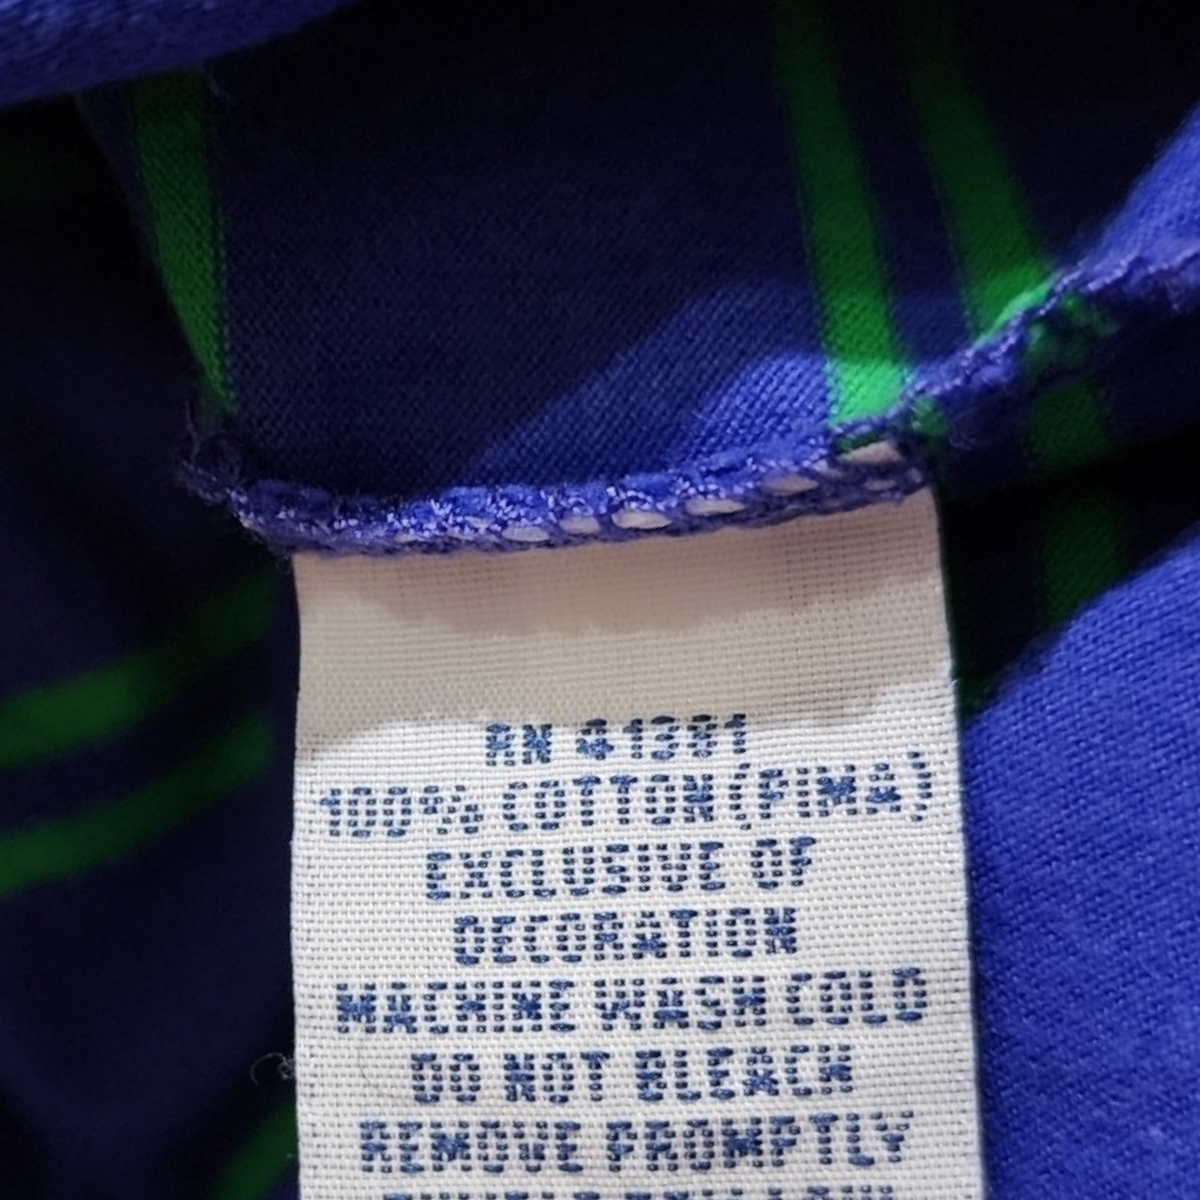 RN 41381
100% COTTON (PIMA)
EXCLUSIVE OF
DECORATION
MACHINE WASH COLD
DO NOT BLEACH
REMOVE PROMPTLY